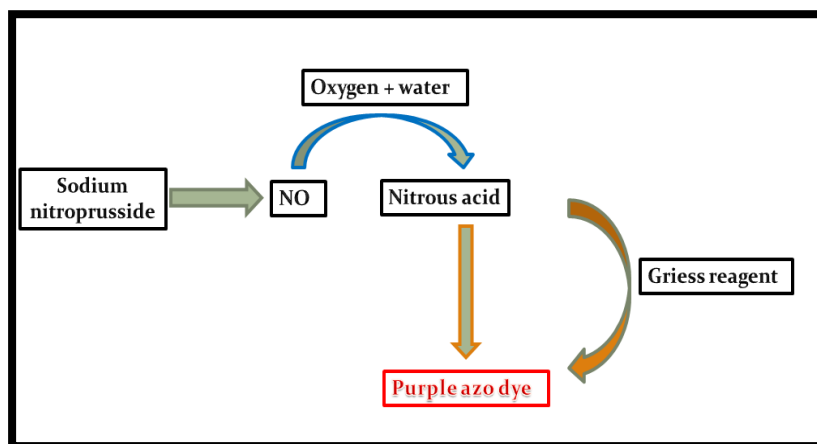 Oxygen + water
Sodium
nitroprusside
NO
Nitrous acid
Griess reagent
Purple azo dye